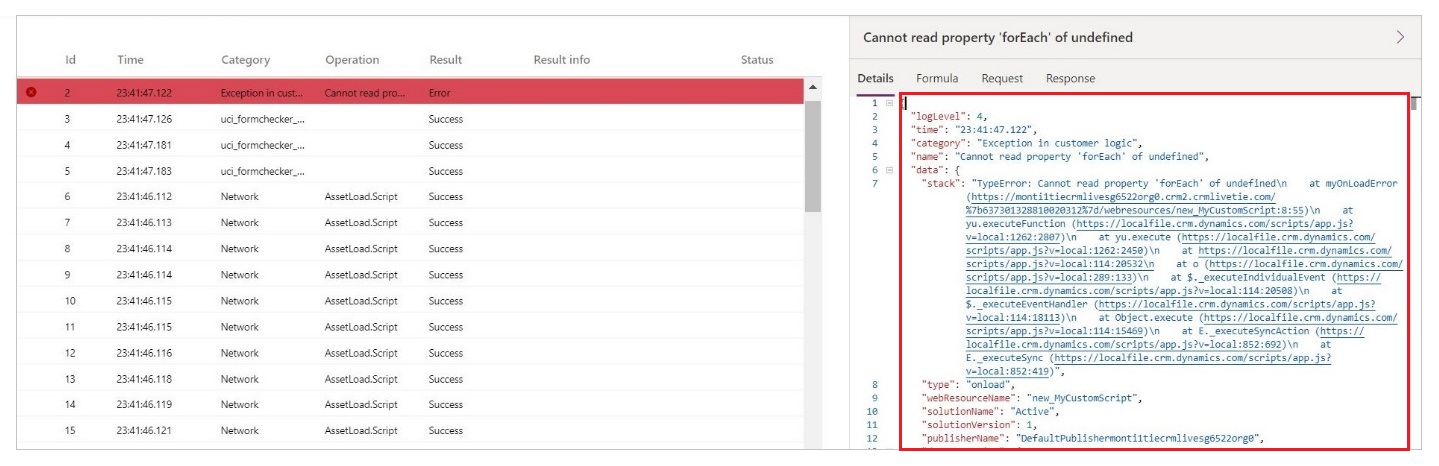 Id Time Category Operation Result Result info Status
2 23:41:47.122 Exception in cust... Cannot read pro... Error
3 23:41:47.126 uci_formchecker_... Success
4 23:41:47.181 uci_formchecker_... Success
5 23:41:47.183 uci_formchecker_... Success
6 23:41:46.112 Network AssetLoad.Script Success
7 23:41:46.113 Network AssetLoad.Script Success
8 23:41:46.114 Network AssetLoad.Script Success
9 23:41:46.114 Network AssetLoad.Script Success
10 23:41:46.115 Network AssetLoad.Script Success
11 23:41:46.115 Network AssetLoad.Script Success
12 23:41:46.116 Network AssetLoad.Script Success
13 23:41:46.118 Network AssetLoad.Script Success
14 23:41:46.119 Network AssetLoad.Script Success
15 23:41:46.121 Network AssetLoad.Script Success
Cannot read property 'forEach' of undefined
Details Formula Request Response
1 {
2 "logLevel": 4,
3 "time": "23:41:47.122",
4 "category": "Exception in customer logic",
5 "name": "Cannot read property 'forEach' of undefined",
6 "data": {
7 "stack": "TypeError: Cannot read property 'forEach' of undefined\n    at myOnLoadError
(https://monti1tiecrmlivesg6522org0.crm2.crmlivetie.com/
%7b637301328810020312%7d/webresources/new_MyCustomScript:8:55)\n    at
yu.executeFunction (https://localfile.crm.dynamics.com/scripts/app.js?
v=local:1262:2807)\n    at yu.execute (https://localfile.crm.dynamics.com/
scripts/app.js?v=local:1262:2450)\n    at https://localfile.crm.dynamics.com/
scripts/app.js?v=local:114:20532\n    at o (https://localfile.crm.dynamics.com/
scripts/app.js?v=local:289:133)\n    at $._executeIndividualEvent (https://
localfile.crm.dynamics.com/scripts/app.js?v=local:114:20508)\n    at
$._executeEventHandler (https://localfile.crm.dynamics.com/scripts/app.js?
v=local:114:18113)\n    at Object.execute (https://localfile.crm.dynamics.com/
scripts/app.js?v=local:114:15469)\n    at E._executeSyncAction (https://
localfile.crm.dynamics.com/scripts/app.js?v=local:852:692)\n    at
E._executeSync (https://localfile.crm.dynamics.com/scripts/app.js?
v=local:852:419)",
8 "type": "onload",
9 "webResourceName": "new_MyCustomScript",
10 "solutionName": "Active",
11 "solutionVersion": 1,
12 "publisherName": "DefaultPublishermonti1tiecrmlivesg6522org0",